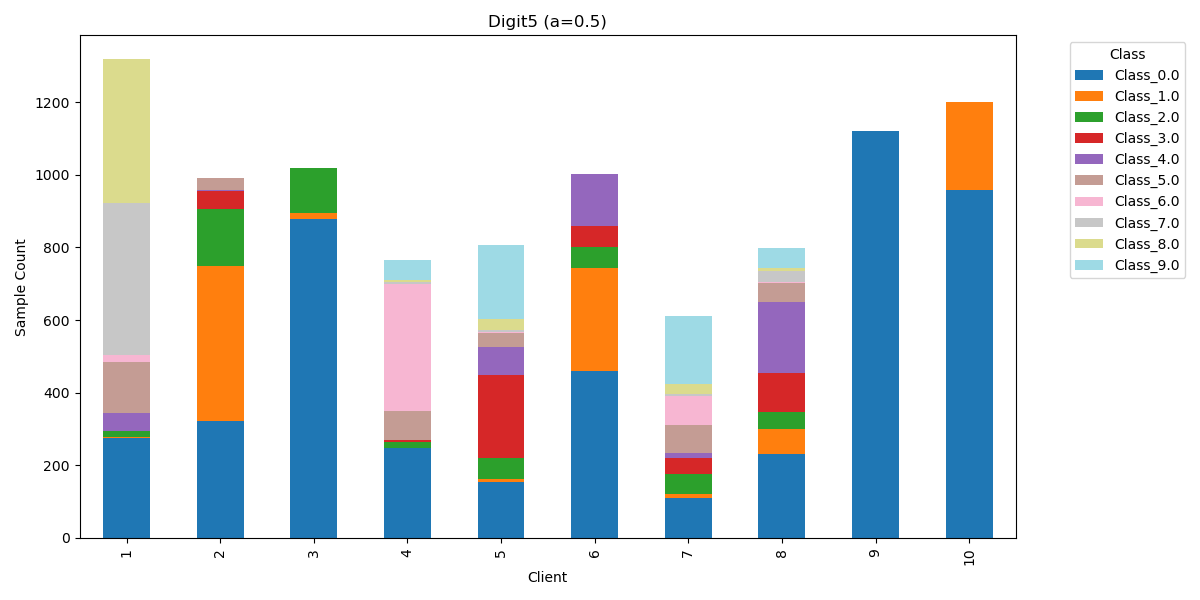 Digit5 (a=0.5)
Sample Count
1200
1000
800
600
400
200
0
1 2 3 4 5 6 7 8 9 10
Client
Class
Class_0.0
Class_1.0
Class_2.0
Class_3.0
Class_4.0
Class_5.0
Class_6.0
Class_7.0
Class_8.0
Class_9.0